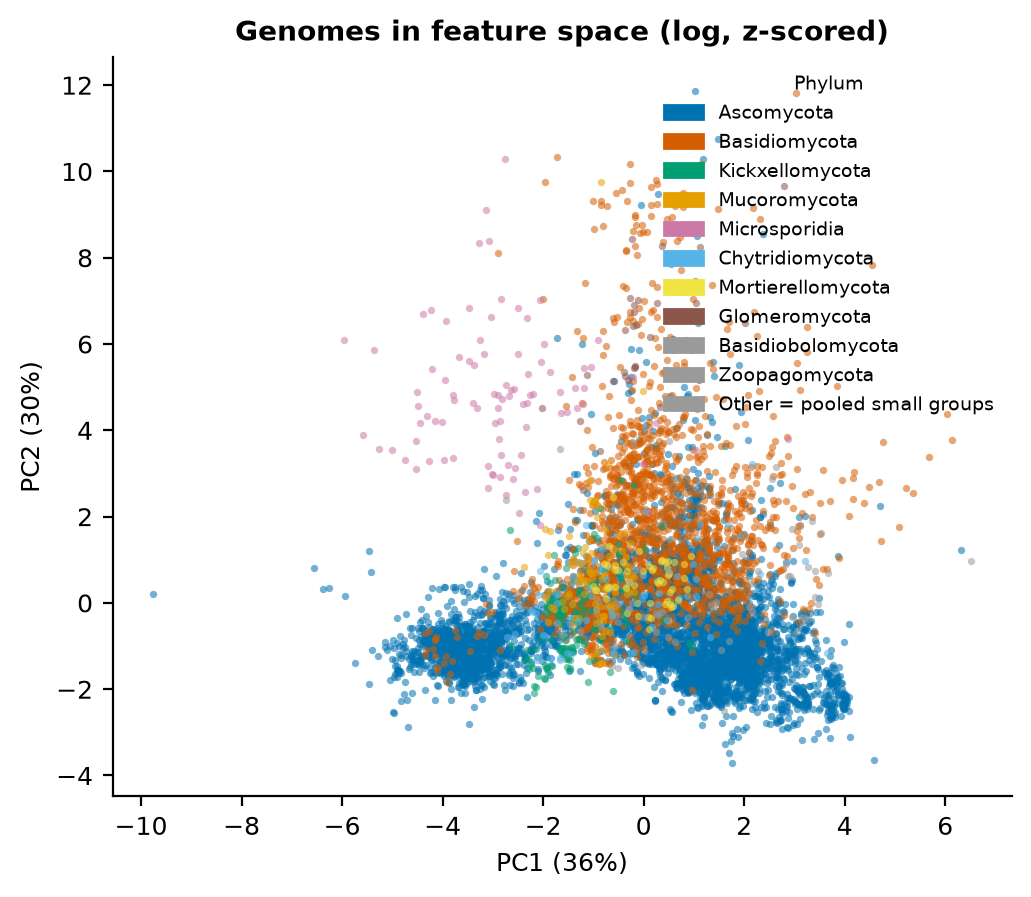 Genomes in feature space (log, z-scored)
Phylum
Ascomycota
Basidiomycota
Kickxellomycota
Mucoromycota
Microsporidia
Chytridiomycota
Mortierellomycota
Glomeromycota
Basidiobolomycota
Zoopagomycota
Other = pooled small groups
PC2 (30%)
12
10
8
6
4
2
0
−2
−4
−10 −8 −6 −4 −2 0 2 4 6
PC1 (36%)